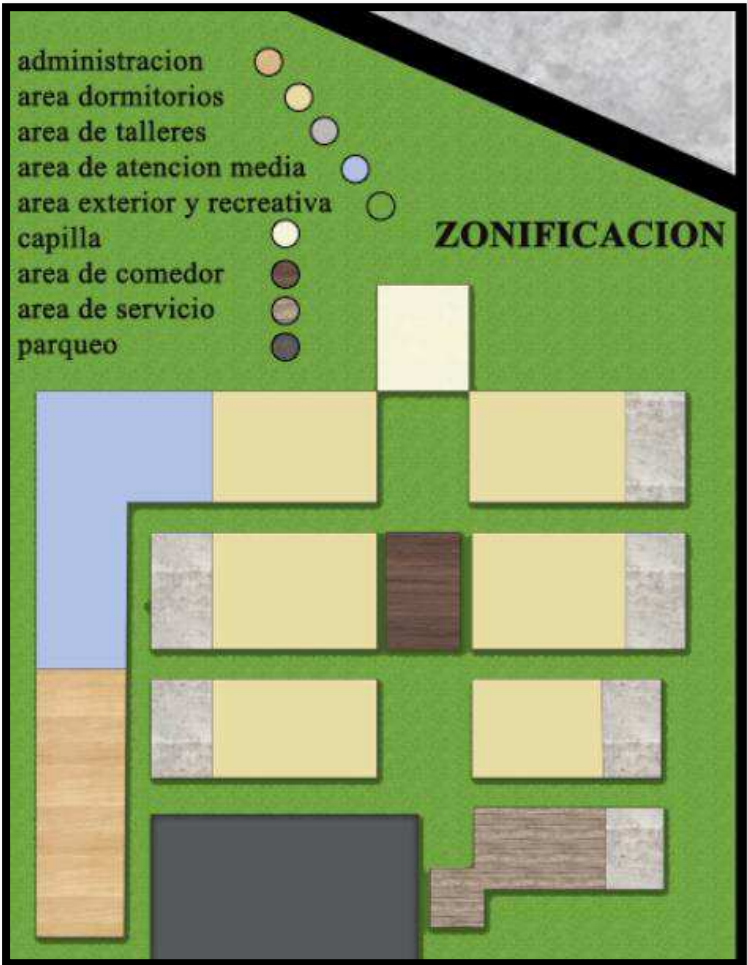 administracion
area dormitorios
area de talleres
area de atencion media
area exterior y recreativa
ZONIFICACION
capilla
area de comedor
area de servicio
parqueo